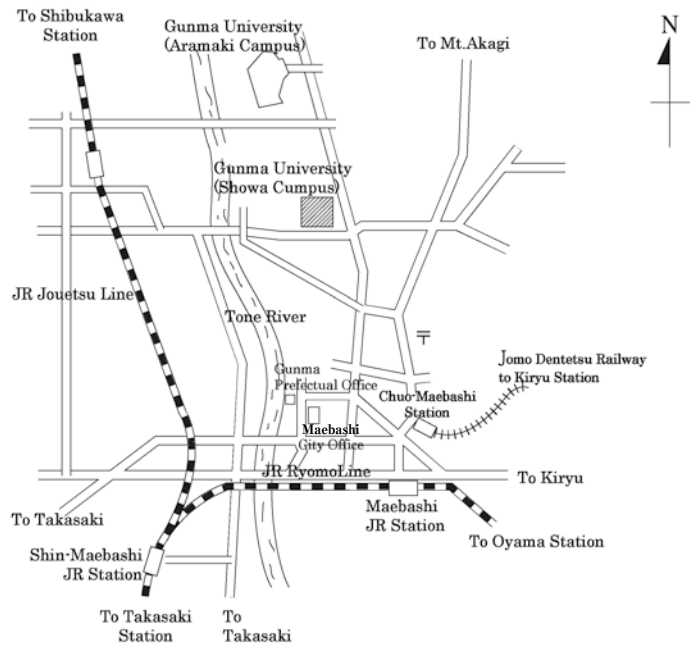 To Shibukawa
Station
Gunma University
(Aramaki Campus)
To Mt.Akagi
N
Gunma University
(Showa Cumpus)
JR Jouetsu Line
Tone River
〒
Gunma
Prefectual Office
Jomo Dentetsu Railway
to Kiryu Station
Chuo-Maebashi
Station
Maebashi
City Office
JR RyomoLine
To Kiryu
To Takasaki
Maebashi
JR Station
To Oyama Station
Shin-Maebashi
JR Station
To Takasaki
Station
To
Takasaki